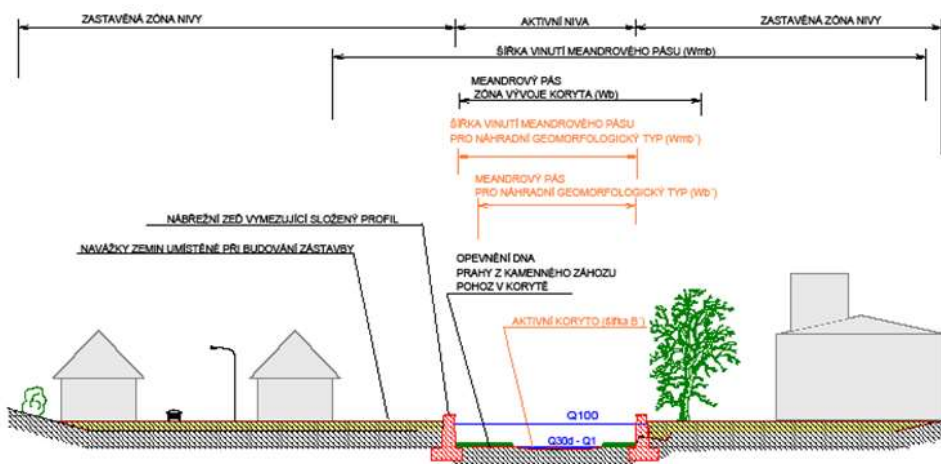 ZASTAVĚNÁ ZÓNA NIVY
AKTIVNÍ NIVA
ZASTAVĚNÁ ZÓNA NIVY
ŠÍŘKA VINUTÍ MEANDROVÉHO PÁSU (Wmb)
MEANDROVÝ PÁS
ZÓNA VÝVOJE KORYTA (Wb)
ŠÍŘKA VINUTÍ MEANDROVÉHO PÁSU
PRO NÁHRADNÍ GEOMORFOLOGICKÝ TYP (Wmb´)
MEANDROVÝ PÁS
PRO NÁHRADNÍ GEOMORFOLOGICKÝ TYP (Wb´)
NÁBŘEŽNÍ ZEĎ VYMEZUJÍCÍ SLOŽENÝ PROFIL
NAVÁŽKY ZEMIN UMÍSTĚNÉ PŘI BUDOVÁNÍ ZÁSTAVBY
OPEVNĚNÍ DNA
PRAHY Z KAMENNÉHO ZÁHOZU
POHOZ V KORYTĚ
AKTIVNÍ KORYTO (šířka B´)
Q100
Q30d - Q1